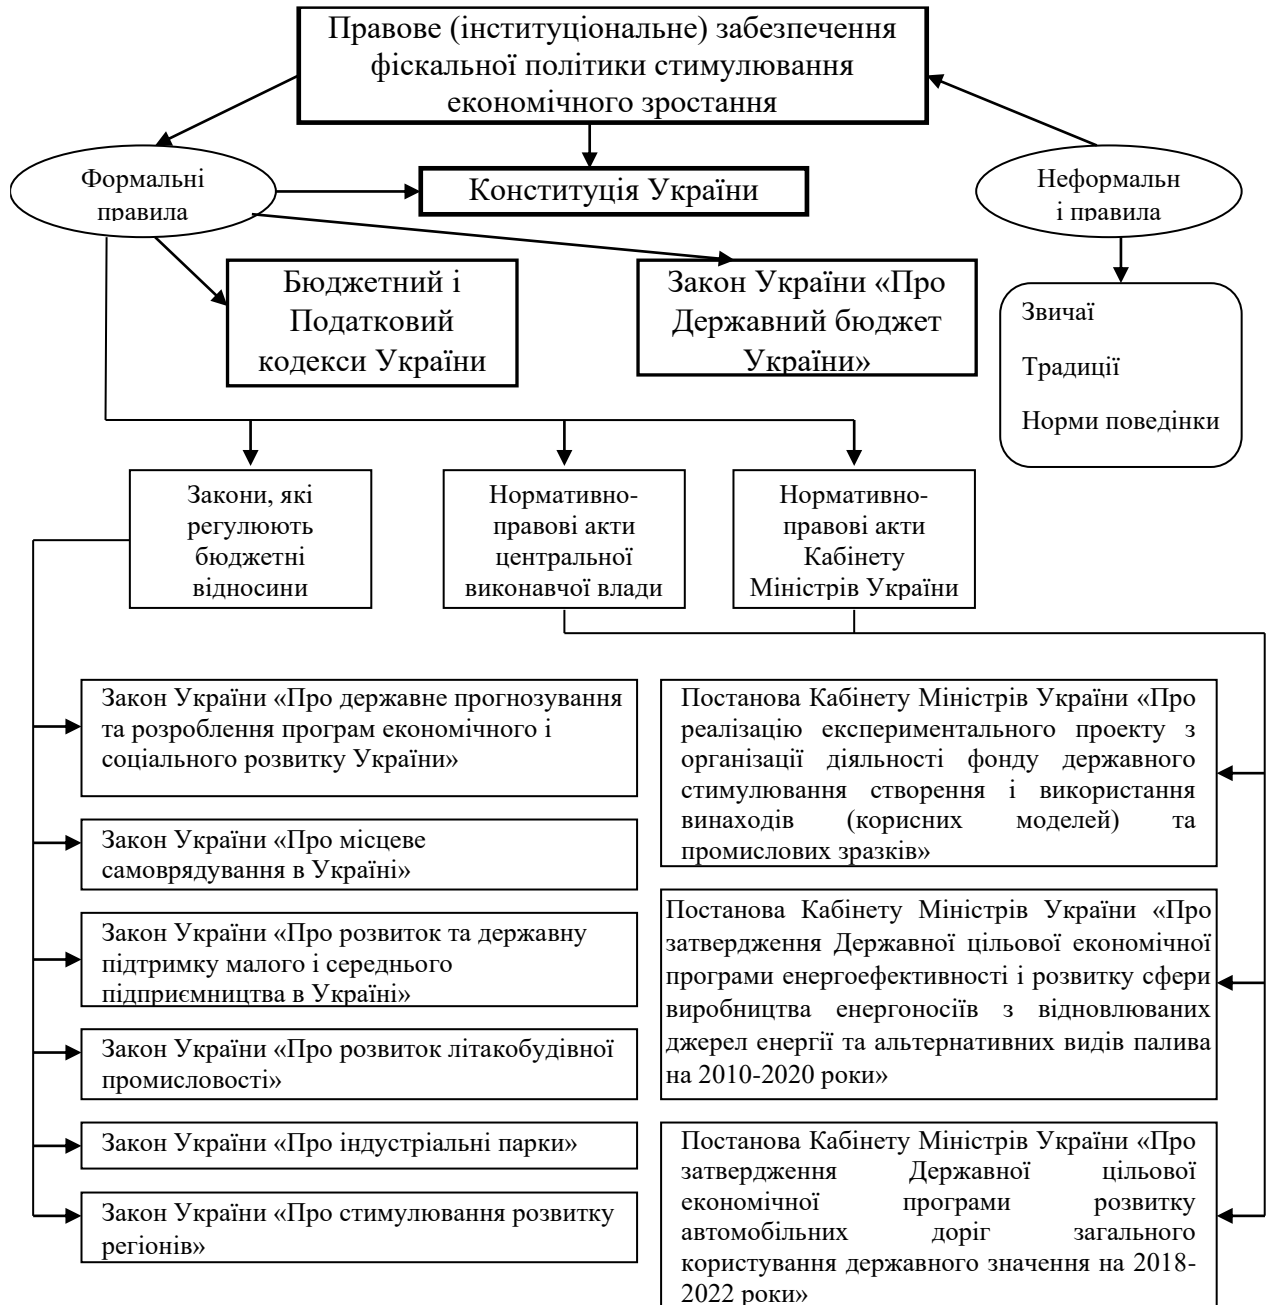 Правове (інституціональне) забезпечення
фіскальної політики стимулювання
економічного зростання
Формальні
правила
Конституція України
Неформальн
і правила
Бюджетний і
Податковий
кодекси України
Закон України «Про
Державний бюджет
України»
Звичаї
Традиції
Норми поведінки
Закони, які
регулюють
бюджетні
відносини
Нормативно-
правові акти
центральної
виконавчої влади
Нормативно-
правові акти
Кабінету
Міністрів України
Закон України «Про державне прогнозування
та розроблення програм економічного і
соціального розвитку України»
Закон України «Про місцеве
самоврядування в Україні»
Закон України «Про розвиток та державну
підтримку малого і середнього
підприємництва в Україні»
Закон України «Про розвиток літакобудівної
промисловості»
Закон України «Про індустріальні парки»
Закон України «Про стимулювання розвитку
регіонів»
Постанова Кабінету Міністрів України «Про
реалізацію експериментального проекту з
організації діяльності фонду державного
стимулювання створення і використання
винаходів (корисних моделей) та
промислових зразків»
Постанова Кабінету Міністрів України «Про
затвердження Державної цільової економічної
програми енергоефективності і розвитку сфери
виробництва енергоносіїв з відновлюваних
джерел енергії та альтернативних видів палива
на 2010-2020 роки»
Постанова Кабінету Міністрів України «Про
затвердження Державної цільової
економічної програми розвитку
автомобільних доріг загального
користування державного значення на 2018-
2022 роки»